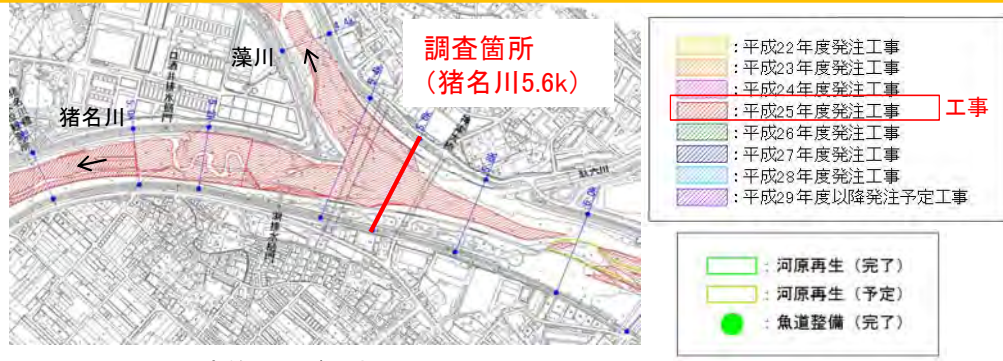 藻川
猪名川
調査箇所
（猪名川5.6k）
5.6k
：平成22年度発注工事
：平成23年度発注工事
：平成24年度発注工事
：平成25年度発注工事
工事
：平成26年度発注工事
：平成27年度発注工事
：平成28年度発注工事
：平成29年度以降発注予定工事
：河原再生（完了）
：河原再生（予定）
：魚道整備（完了）